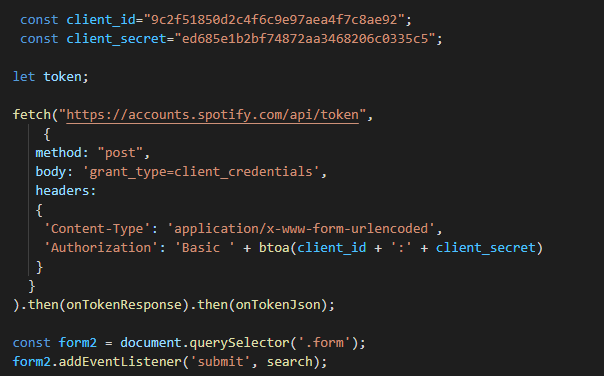 const client_id="9c2f51850d2c4f6c9e97aea4f7c8ae92";
const client_secret="ed685e1b2bf74872aa3468206c0335c5";
let token;
fetch("https://accounts.spotify.com/api/token",
{
method: "post",
body: 'grant_type=client_credentials',
headers:
{
'Content-Type': 'application/x-www-form-urlencoded',
'Authorization': 'Basic ' + btoa(client_id + ':' + client_secret)
}
}
).then(onTokenResponse).then(onTokenJson);
const form2 = document.querySelector('.form');
form2.addEventListener('submit', search);